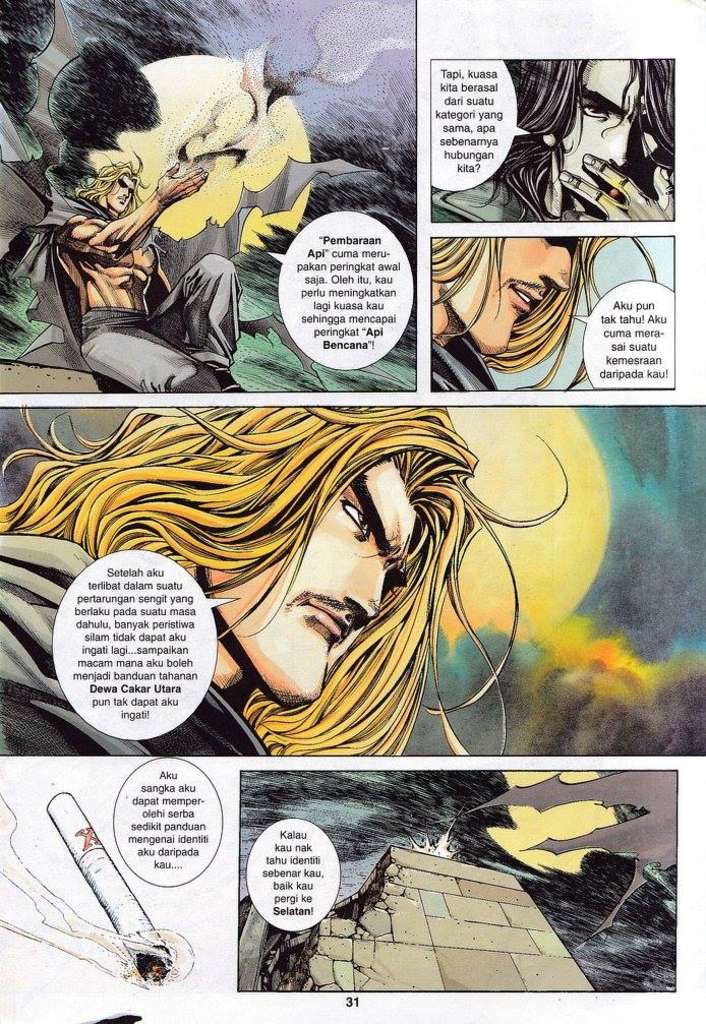 "Pembaraan
Api" cuma meru-
pakan peringkat awal
saja. Oleh itu, kau
perlu meningkatkan
lagi kuasa kau
sehingga mencapai
peringkat "Api
Bencana"!
Tapi, kuasa
kita berasal
dari suatu
kategori yang
sama, apa
sebenarnya
hubungan
kita?
Aku pun
tak tahu! Aku
cuma mera-
sai suatu
kemesraan
daripada kau!
Setelah aku
terlibat dalam suatu
pertarungan sengit yang
berlaku pada suatu masa
dahulu, banyak peristiwa
silam tidak dapat aku
ingati lagi...sampaikan
macam mana aku boleh
menjadi banduan tahanan
Dewa Cakar Utara
pun tak dapat aku
ingati!
Aku
sangka aku
dapat memper-
olehi serba
sedikit panduan
mengenai identiti
aku daripada
kau....
Kalau
kau nak
tahu identiti
sebenar kau,
baik kau
pergi ke
Selatan!
31